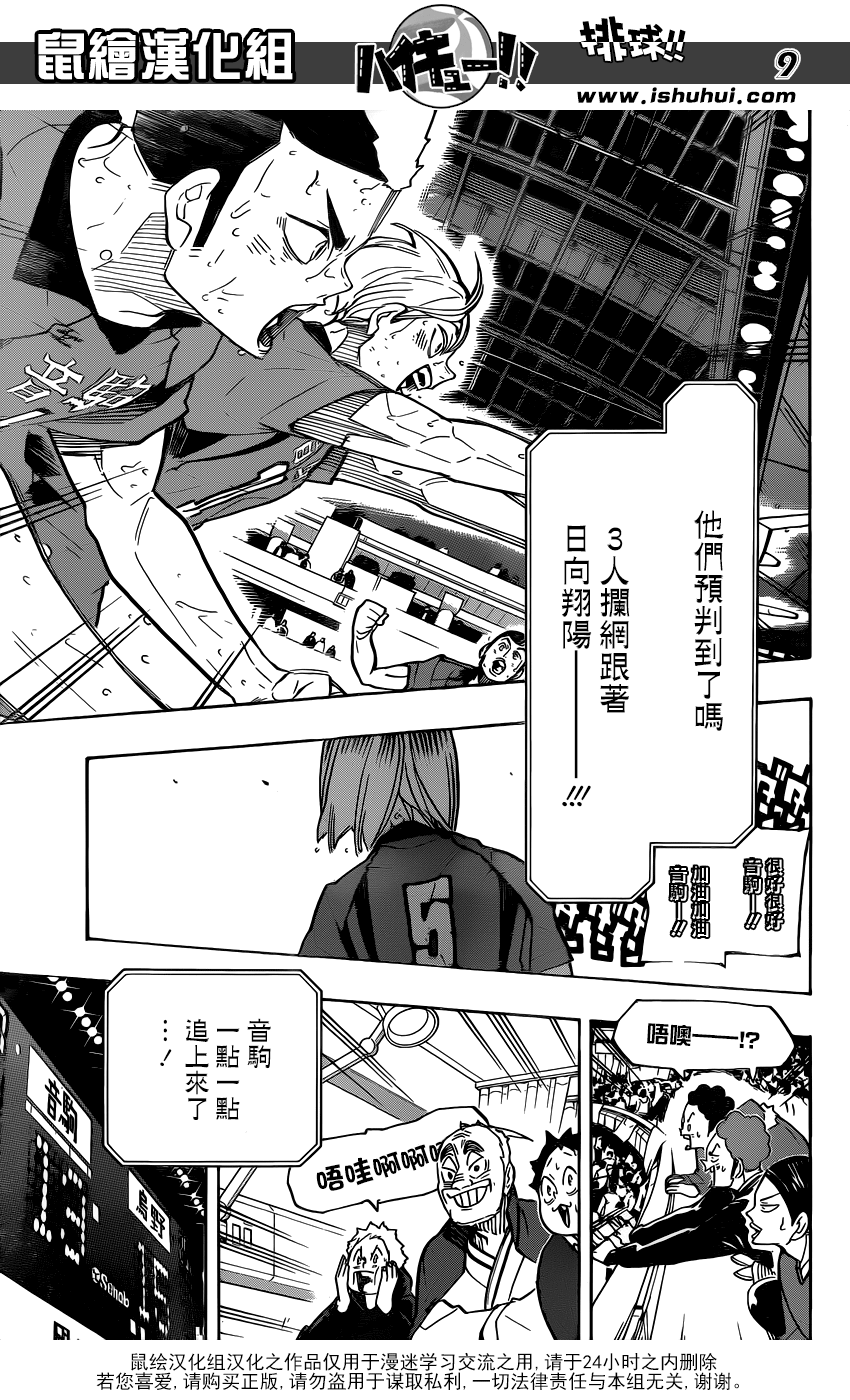 鼠繪漢化組
ハイキュー!!
排球!!
9
www.ishuhui.com
他們預判到了嗎
3人攔網跟著
日向翔陽——!!!
很好很好
音駒—!!
加油加油
音駒—!!
5
唔噢——!?
唔哇啊啊啊
音駒
一點一點
追上來了
…!
音駒
烏野
鼠绘汉化组汉化之作品仅用于漫迷学习交流之用, 请于24小时之内删除
若您喜爱, 请购买正版, 请勿盗用于谋取私利, 一切法律责任与本组无关, 谢谢。